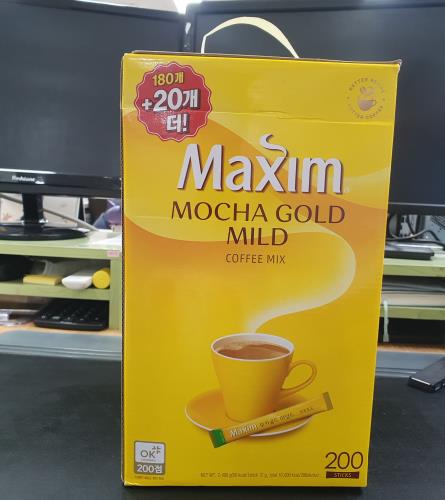 180개
+20개
더!
Maxim
MOCHA GOLD
MILD
COFFEE MIX
Maxim
OK
200점
200
STICKS